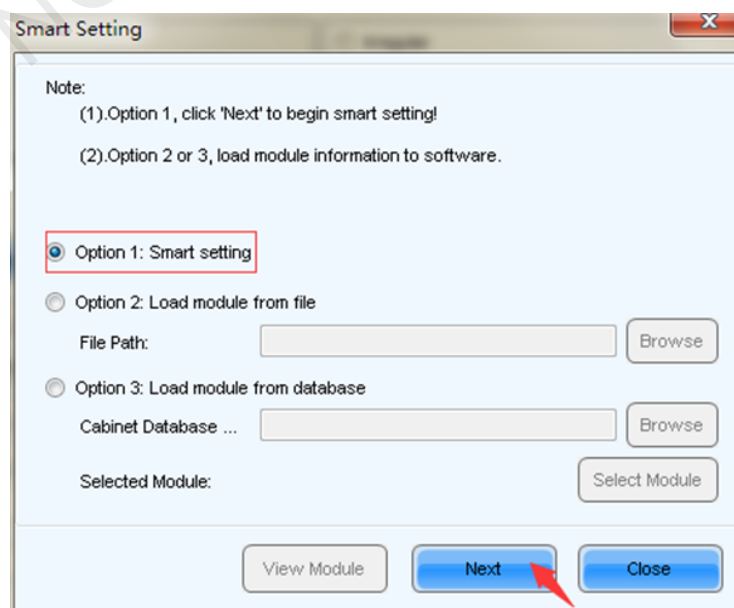 Smart Setting
Note:
(1).Option 1, click 'Next' to begin smart setting!
(2).Option 2 or 3, load module information to software.
Option 1: Smart setting
Option 2: Load module from file
File Path:
Browse
Option 3: Load module from database
Cabinet Database ...
Browse
Selected Module:
Select Module
View Module
Next
Close